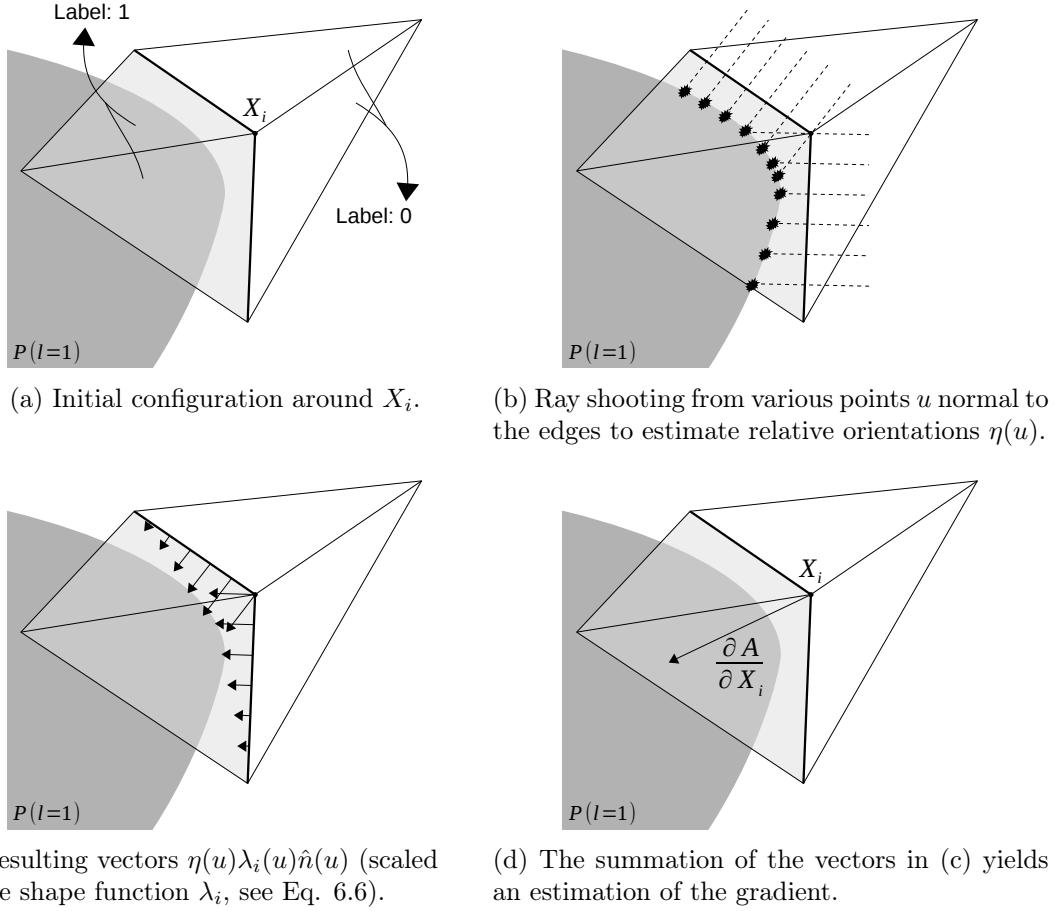 Label: 1
X_i
Label: 0
P(l=1)
P(l=1)
(a) Initial configuration around X_i.
(b) Ray shooting from various points u normal to
the edges to estimate relative orientations η(u).
X_i
∂A
∂X_i
P(l=1)
P(l=1)
esulting vectors η(u)λ_i(u)n̂(u) (scaled
e shape function λ_i, see Eq. 6.6).
(d) The summation of the vectors in (c) yields
an estimation of the gradient.